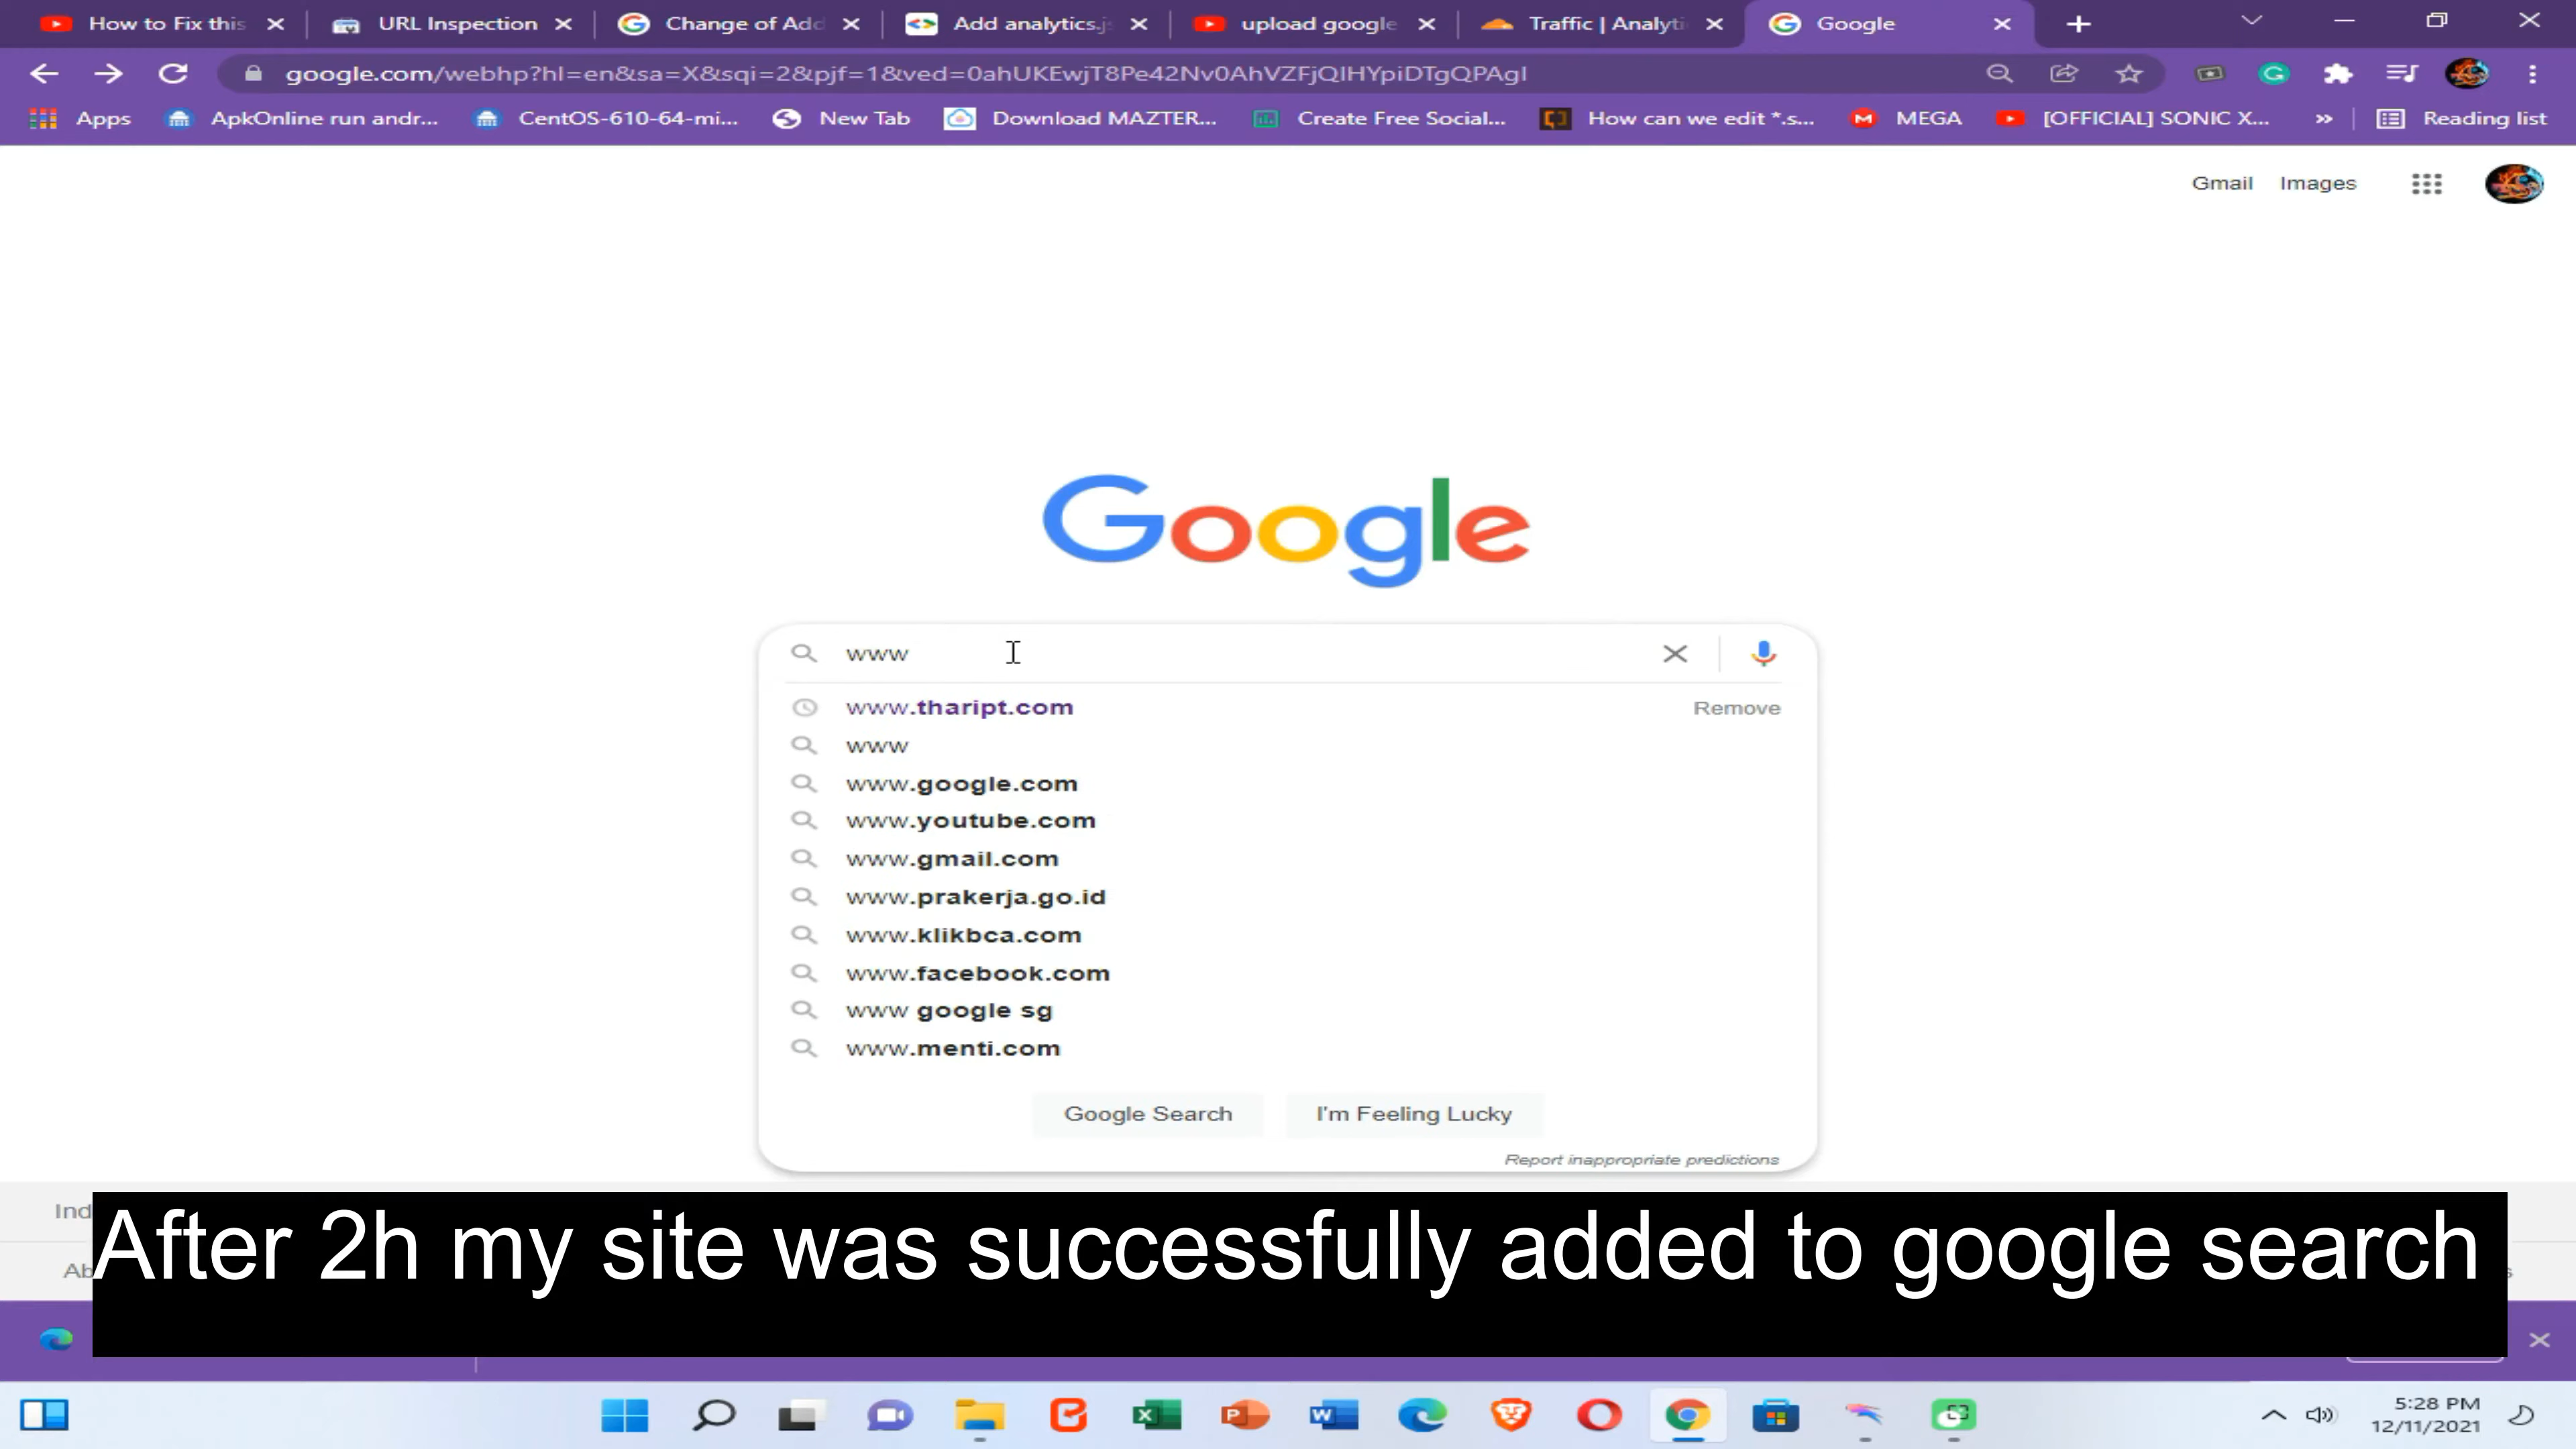 How to Fix this
URL Inspection
Change of Add
Add analytics.js
upload google
Traffic | Analyti
Google
google.com/webhp?hl=en&sa=X&sqi=2&pjf=1&ved=0ahUKEwjT8Pe42Nv0AhVZFjQIHYpiDTgQPAgI
Apps
ApkOnline run andr...
CentOS-610-64-mi...
New Tab
Download MAZTER...
Create Free Social...
How can we edit *.s...
MEGA
[OFFICIAL] SONIC X...
»
Reading list
Gmail
Images
Google
www
www.thaript.com
Remove
www
www.google.com
www.youtube.com
www.gmail.com
www.prakerja.go.id
www.klikbca.com
www.facebook.com
www google sg
www.menti.com
Google Search
I'm Feeling Lucky
Report inappropriate predictions
Ind
After 2h my site was successfully added to google search
Ab
5:28 PM
12/11/2021